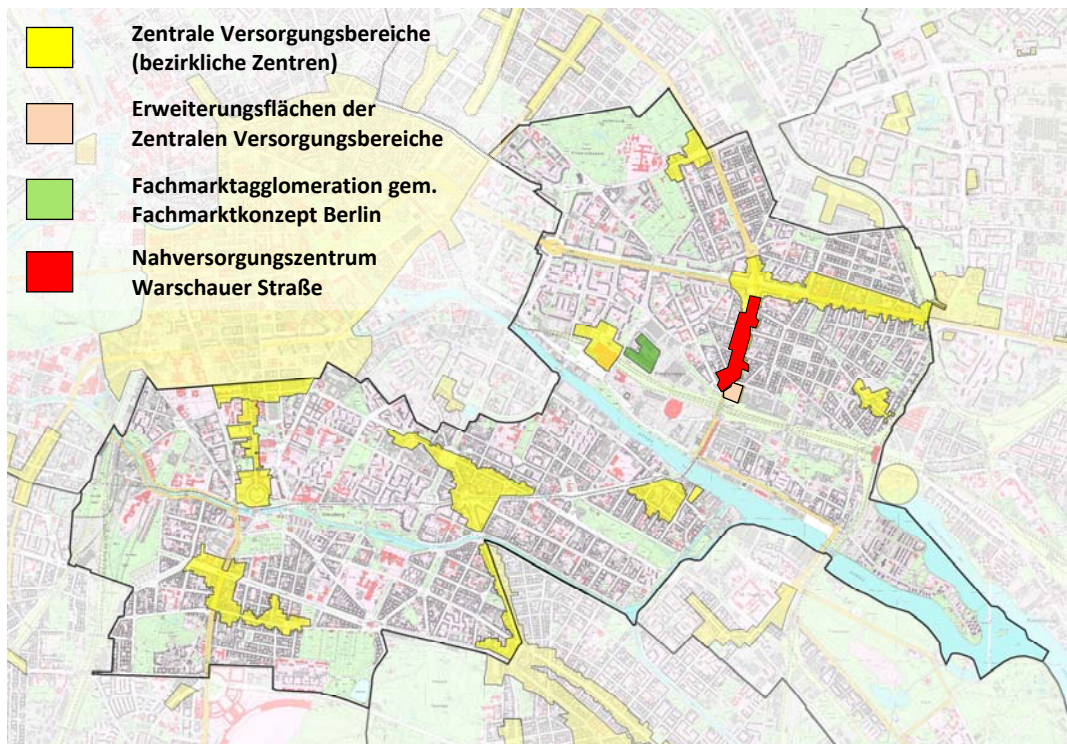 Zentrale Versorgungsbereiche
(bezirkliche Zentren)
Erweiterungsflächen der
Zentralen Versorgungsbereiche
Fachmarktagglomeration gem.
Fachmarktkonzept Berlin
Nahversorgungszentrum
Warschauer Straße